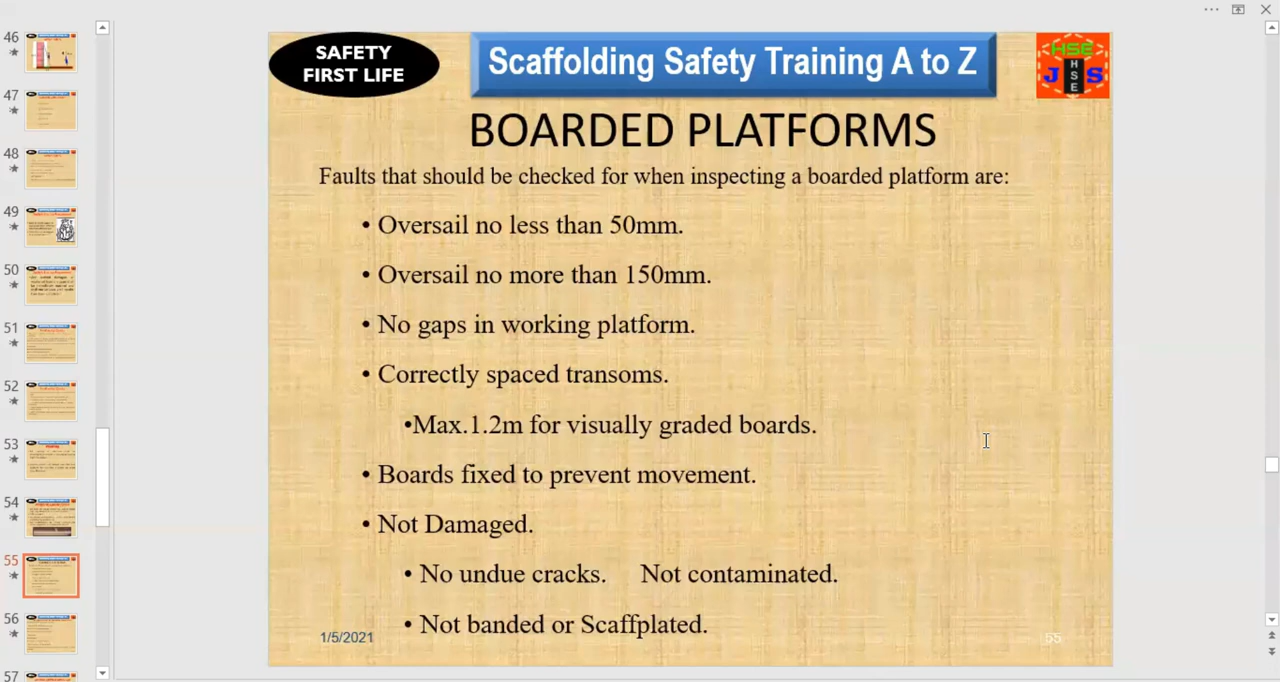 46
47
48
49
50
51
52
53
54
55
56
57
SAFETY
FIRST LIFE
Scaffolding Safety Training A to Z
HSE
J HSE S
BOARDED PLATFORMS
Faults that should be checked for when inspecting a boarded platform are:
• Oversail no less than 50mm.
• Oversail no more than 150mm.
• No gaps in working platform.
• Correctly spaced transoms.
•Max.1.2m for visually graded boards.
• Boards fixed to prevent movement.
• Not Damaged.
• No undue cracks. Not contaminated.
• Not banded or Scaffplated.
1/5/2021
55